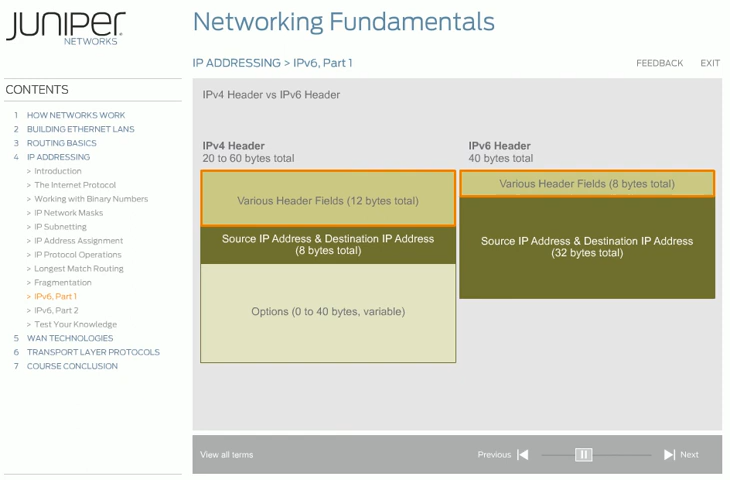 JUNIPER
NETWORKS
Networking Fundamentals
IP ADDRESSING > IPv6, Part 1
FEEDBACK
EXIT
CONTENTS
1 HOW NETWORKS WORK
2 BUILDING ETHERNET LANS
3 ROUTING BASICS
4 IP ADDRESSING
> Introduction
> The Internet Protocol
> Working with Binary Numbers
> IP Network Masks
> IP Subnetting
> IP Address Assignment
> IP Protocol Operations
> Longest Match Routing
> Fragmentation
> IPv6, Part 1
> IPv6, Part 2
> Test Your Knowledge
5 WAN TECHNOLOGIES
6 TRANSPORT LAYER PROTOCOLS
7 COURSE CONCLUSION
IPv4 Header vs IPv6 Header
IPv4 Header
20 to 60 bytes total
Various Header Fields (12 bytes total)
Source IP Address & Destination IP Address
(8 bytes total)
Options (0 to 40 bytes, variable)
IPv6 Header
40 bytes total
Various Header Fields (8 bytes total)
Source IP Address & Destination IP Address
(32 bytes total)
View all terms
Previous
Next